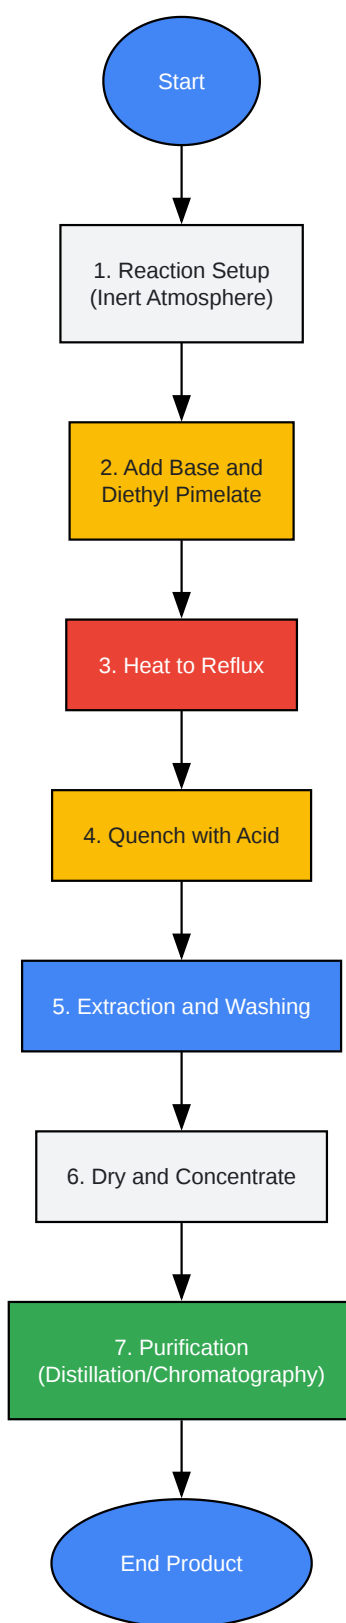 Start
1. Reaction Setup
(Inert Atmosphere)
2. Add Base and
Diethyl Pimelate
3. Heat to Reflux
4. Quench with Acid
5. Extraction and Washing
6. Dry and Concentrate
7. Purification
(Distillation/Chromatography)
End Product